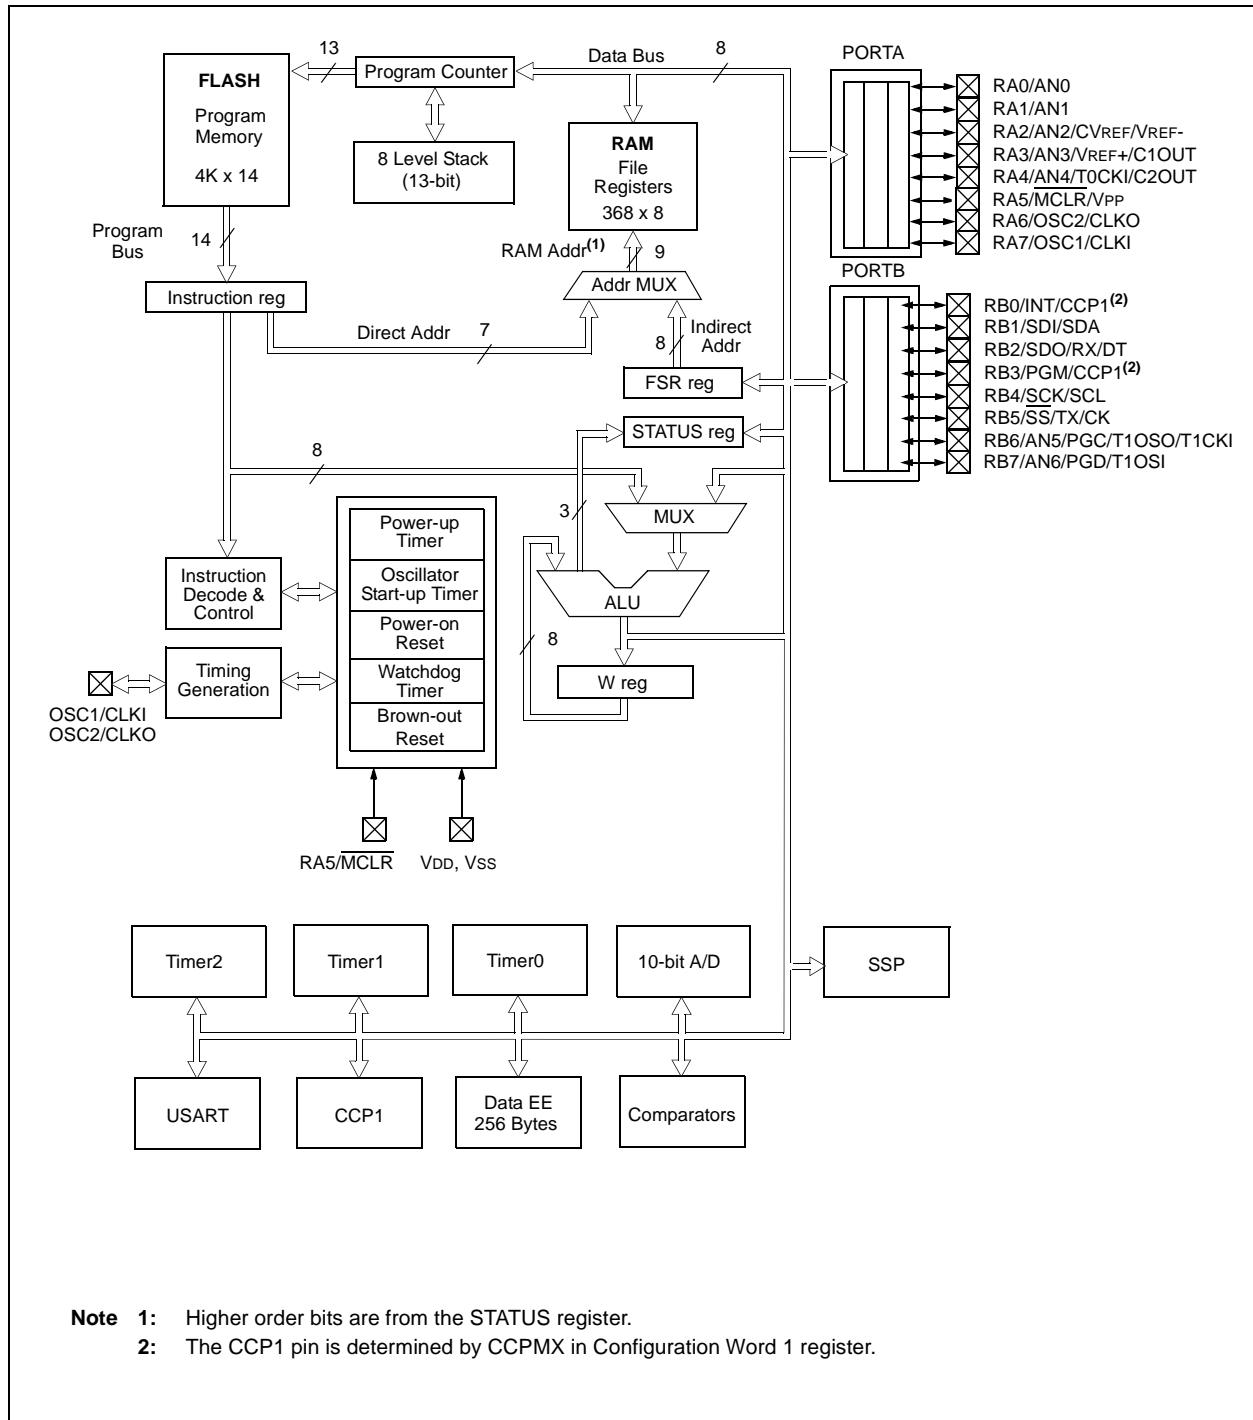 13
Data Bus
8
PORTA
FLASH
Program
Memory
4K x 14
Program Counter
8 Level Stack
(13-bit)
RAM
File
Registers
368 x 8
RA0/AN0
RA1/AN1
RA2/AN2/CVREF/VREF-
RA3/AN3/VREF+/C1OUT
RA4/AN4/T0CKI/C2OUT
RA5/MCLR/VPP
RA6/OSC2/CLKO
RA7/OSC1/CLKI
Program
Bus
14
RAM Addr(1)
9
Addr MUX
PORTB
Instruction reg
Direct Addr
7
8
Indirect
Addr
FSR reg
RB0/INT/CCP1(2)
RB1/SDI/SDA
RB2/SDO/RX/DT
RB3/PGM/CCP1(2)
RB4/SCK/SCL
RB5/SS/TX/CK
RB6/AN5/PGC/T1OSO/T1CKI
RB7/AN6/PGD/T1OSI
STATUS reg
8
3
MUX
Power-up
Timer
Oscillator
Start-up Timer
Power-on
Reset
Watchdog
Timer
Brown-out
Reset
Instruction
Decode &
Control
ALU
8
W reg
Timing
Generation
OSC1/CLKI
OSC2/CLKO
RA5/MCLR
VDD, VSS
Timer2
Timer1
Timer0
10-bit A/D
SSP
USART
CCP1
Data EE
256 Bytes
Comparators
Note 1: Higher order bits are from the STATUS register.
2: The CCP1 pin is determined by CCPMX in Configuration Word 1 register.